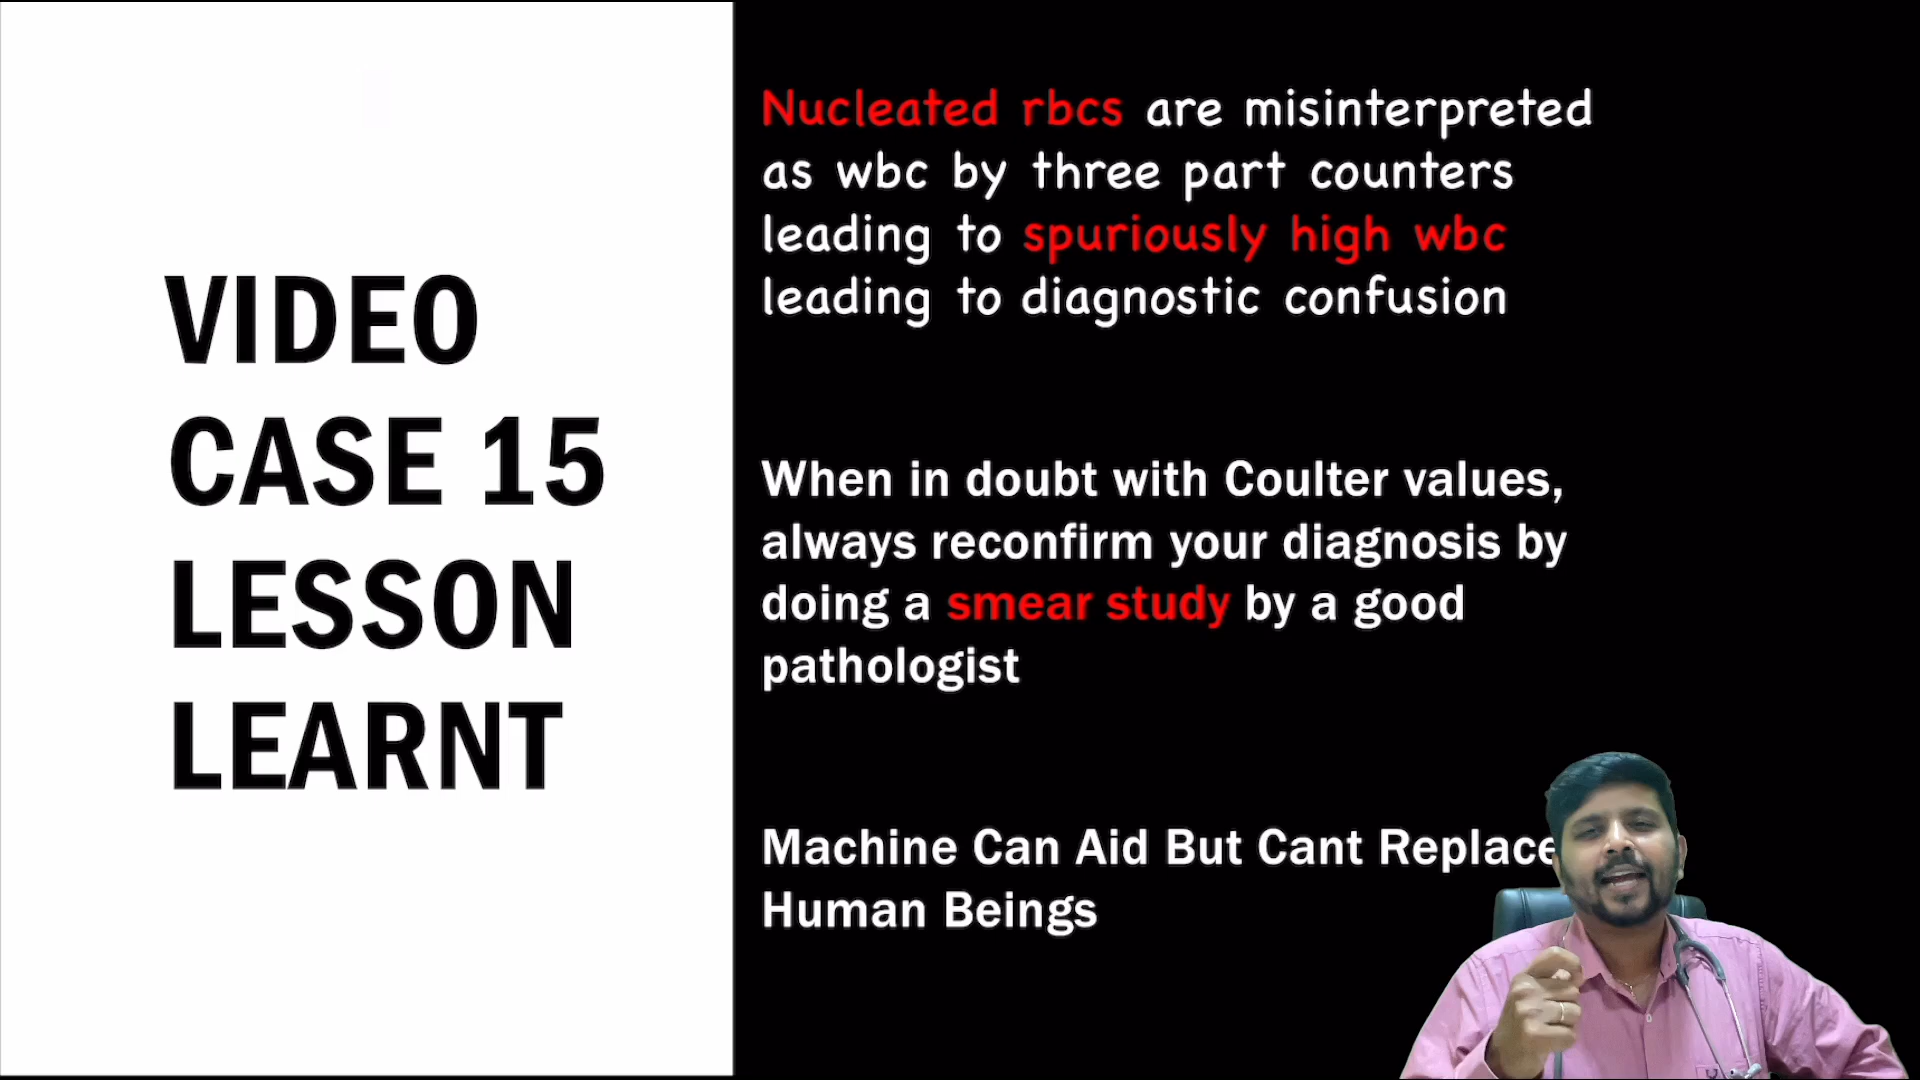 VIDEO
CASE 15
LESSON
LEARNT
Nucleated rbcs are misinterpreted
as wbc by three part counters
leading to spuriously high wbc
leading to diagnostic confusion
When in doubt with Coulter values,
always reconfirm your diagnosis by
doing a smear study by a good
pathologist
Machine Can Aid But Cant Replace
Human Beings